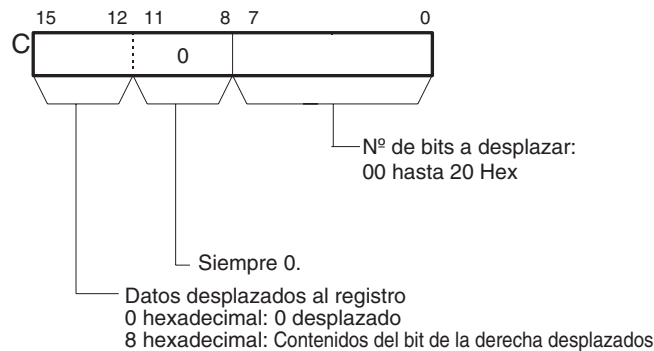 15 12 11 8 7 0
C
0
Nº de bits a desplazar:
00 hasta 20 Hex
Siempre 0.
Datos desplazados al registro
0 hexadecimal: 0 desplazado
8 hexadecimal: Contenidos del bit de la derecha desplazados